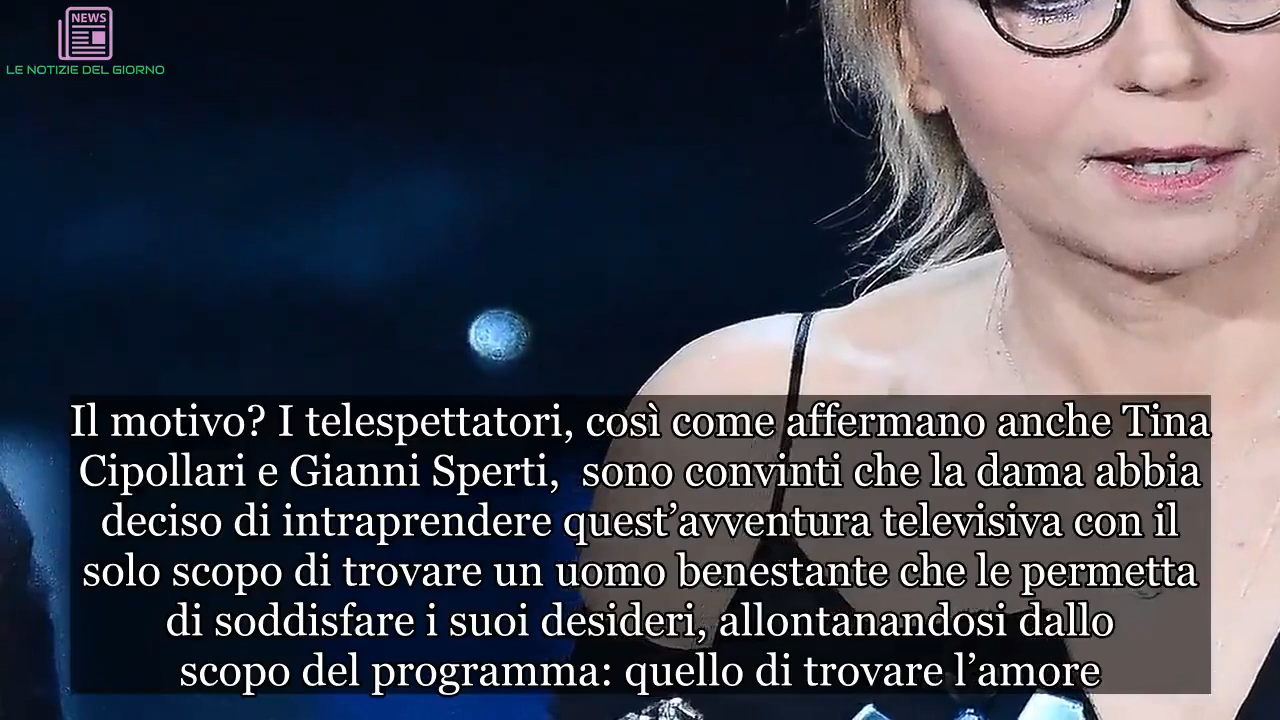 NEWS
LE NOTIZIE DEL GIORNO
Il motivo? I telespettatori, così come affermano anche Tina
Cipollari e Gianni Sperti,  sono convinti che la dama abbia
deciso di intraprendere quest’avventura televisiva con il
solo scopo di trovare un uomo benestante che le permetta
di soddisfare i suoi desideri, allontanandosi dallo
scopo del programma: quello di trovare l’amore